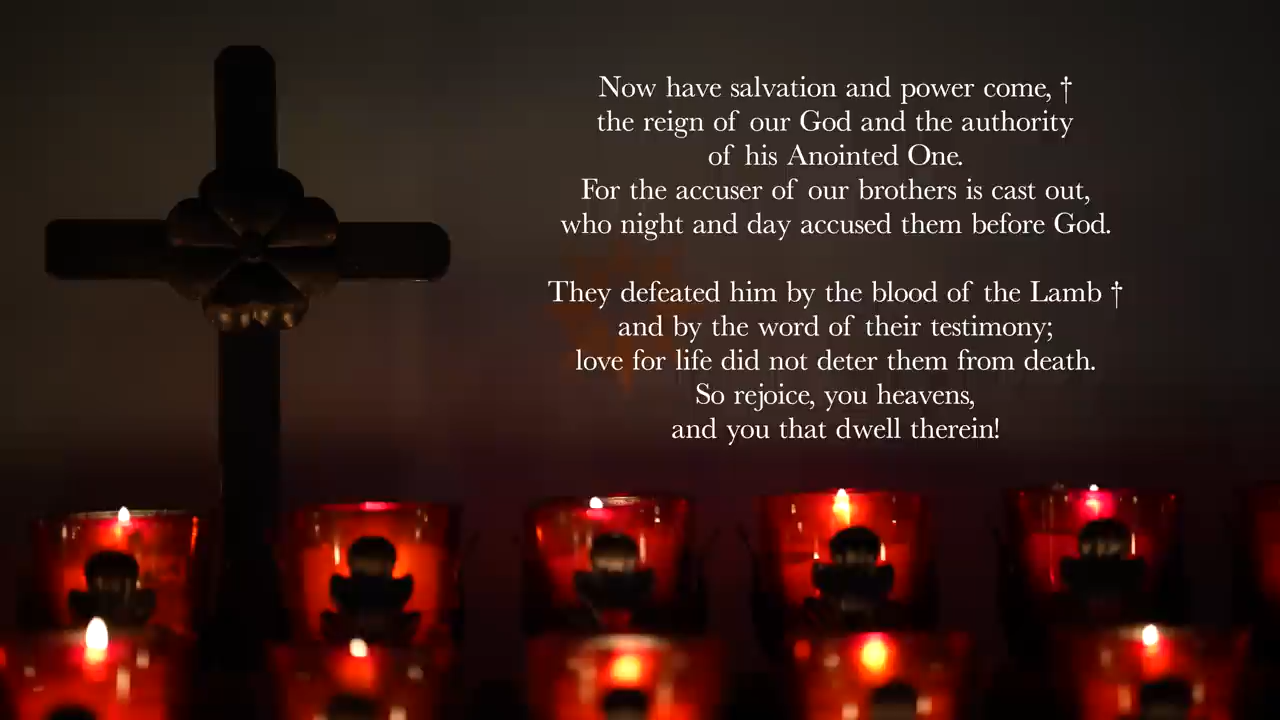 Now have salvation and power come, †
the reign of our God and the authority
of his Anointed One.
For the accuser of our brothers is cast out,
who night and day accused them before God.
They defeated him by the blood of the Lamb †
and by the word of their testimony;
love for life did not deter them from death.
So rejoice, you heavens,
and you that dwell therein!